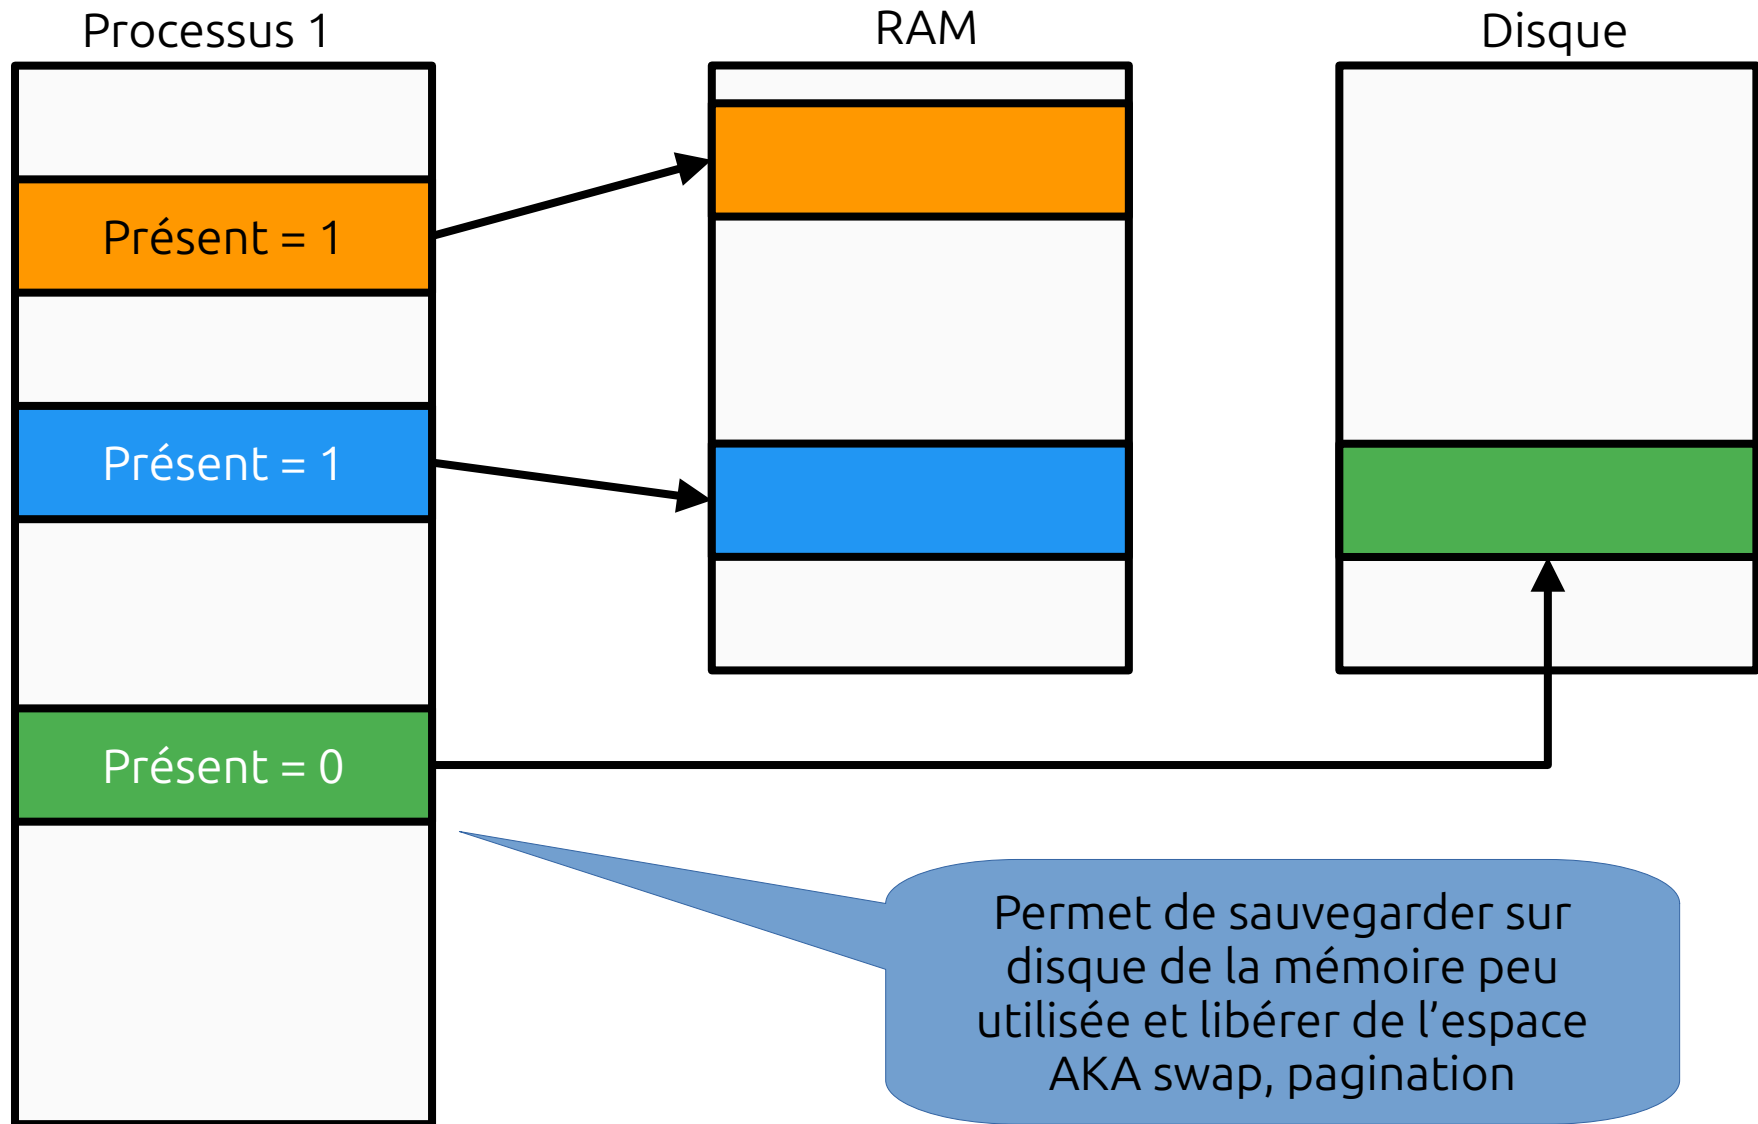 Processus 1
RAM
Disque
Présent = 1
Présent = 1
Présent = 0
Permet de sauvegarder sur
disque de la mémoire peu
utilisée et libérer de l’espace
AKA swap, pagination